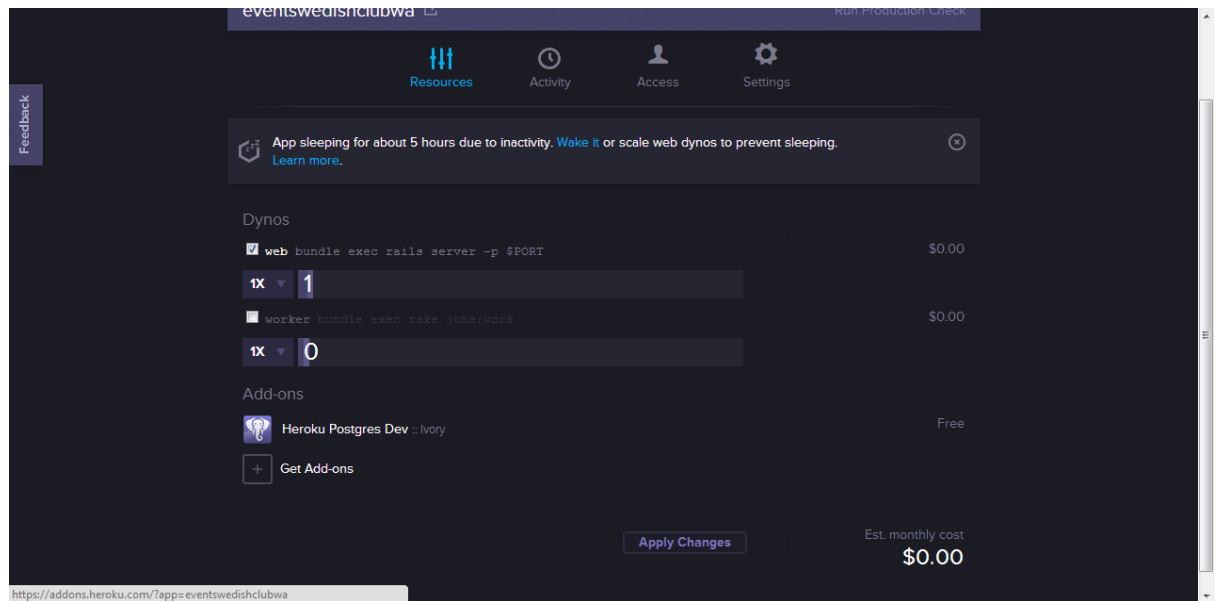 eventswedishclubwa
Run Production Check
Resources
Activity
Access
Settings
Feedback
App sleeping for about 5 hours due to inactivity. Wake it or scale web dynos to prevent sleeping.
Learn more.
Dynos
web bundle exec rails server -p $PORT
$0.00
1X 1
worker bundle exec rake jobs:work
$0.00
1X 0
Add-ons
Heroku Postgres Dev :: Ivory
Free
+ Get Add-ons
Apply Changes
Est. monthly cost
$0.00
https://addons.heroku.com/?app=eventswedishclubwa